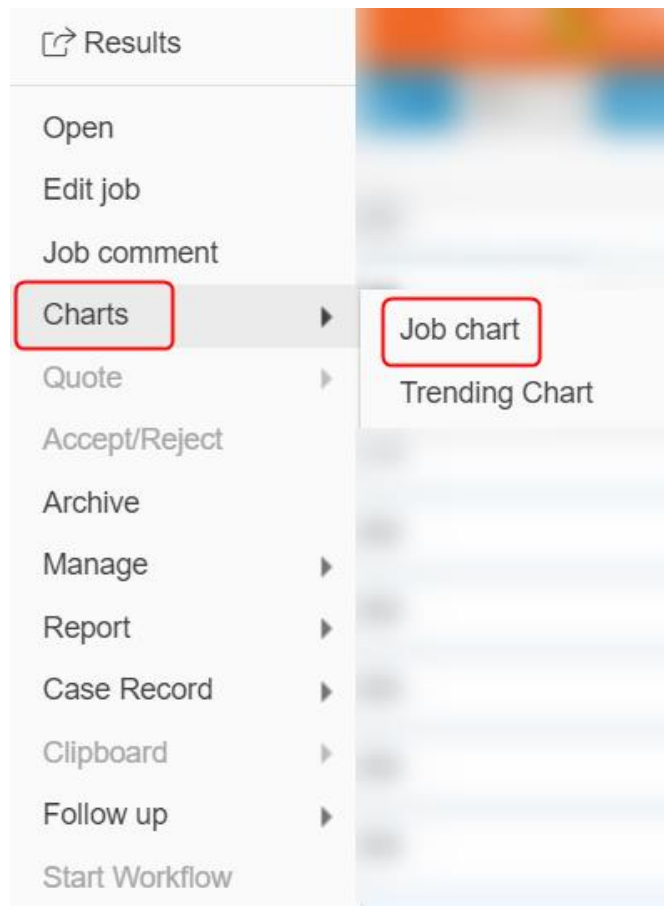 Results
Open
Edit job
Job comment
Charts
Job chart
Trending Chart
Quote
Accept/Reject
Archive
Manage
Report
Case Record
Clipboard
Follow up
Start Workflow